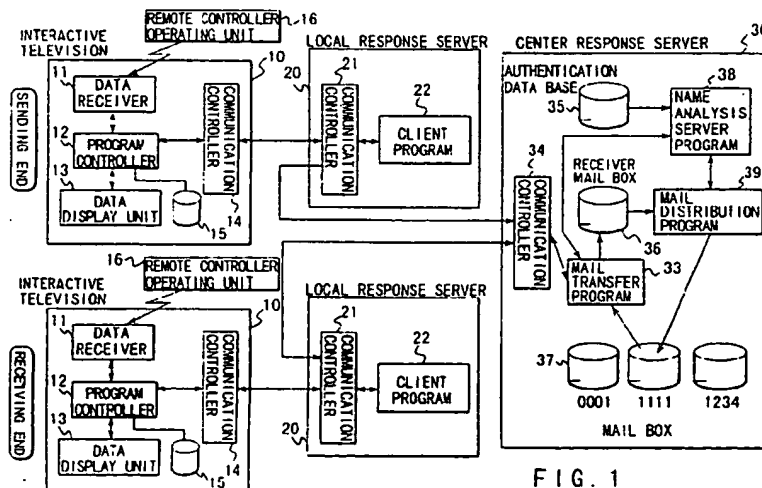 REMOTE CONTROLLER
OPERATING UNIT
16
INTERACTIVE
TELEVISION
10
11
DATA
RECEIVER
12
PROGRAM
CONTROLLER
13
DATA
DISPLAY UNIT
COMMUNICATION
CONTROLLER
14
15
SENDING END
LOCAL RESPONSE SERVER
20
21
COMMUNICATION
CONTROLLER
22
CLIENT
PROGRAM
CENTER RESPONSE SERVER
30
AUTHENTICATION
DATA BASE
35
38
NAME
ANALYSIS
SERVER
PROGRAM
34
COMMUNICATION
CONTROLLER
RECEIVER
MAIL BOX
36
39
MAIL
DISTRIBUTION
PROGRAM
MAIL
TRANSFER
PROGRAM
33
37
0001
1111
1234
MAIL BOX
16
REMOTE CONTROLLER
OPERATING UNIT
INTERACTIVE
TELEVISION
10
11
DATA
RECEIVER
12
PROGRAM
CONTROLLER
13
DATA
DISPLAY UNIT
COMMUNICATION
CONTROLLER
14
15
RECEIVING END
LOCAL RESPONSE SERVER
20
21
COMMUNICATION
CONTROLLER
22
CLIENT
PROGRAM
FIG. 1